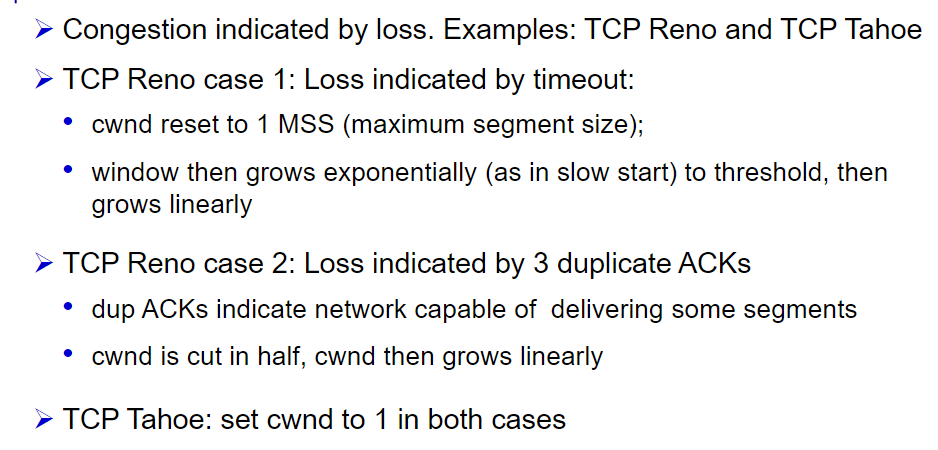 ➢ Congestion indicated by loss. Examples: TCP Reno and TCP Tahoe
➢ TCP Reno case 1: Loss indicated by timeout:
• cwnd reset to 1 MSS (maximum segment size);
• window then grows exponentially (as in slow start) to threshold, then
grows linearly
➢ TCP Reno case 2: Loss indicated by 3 duplicate ACKs
• dup ACKs indicate network capable of  delivering some segments
• cwnd is cut in half, cwnd then grows linearly
➢ TCP Tahoe: set cwnd to 1 in both cases